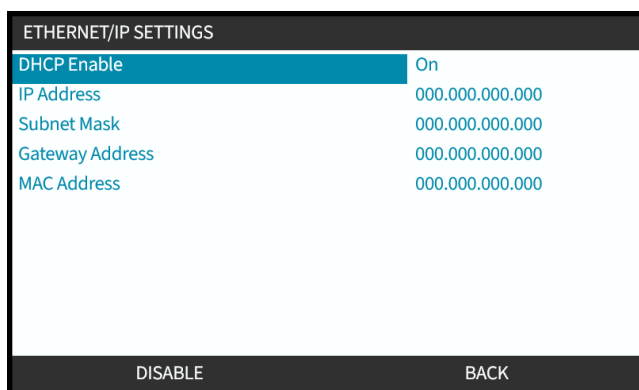 ETHERNET/IP SETTINGS
DHCP Enable On
IP Address 000.000.000.000
Subnet Mask 000.000.000.000
Gateway Address 000.000.000.000
MAC Address 000.000.000.000
DISABLE BACK